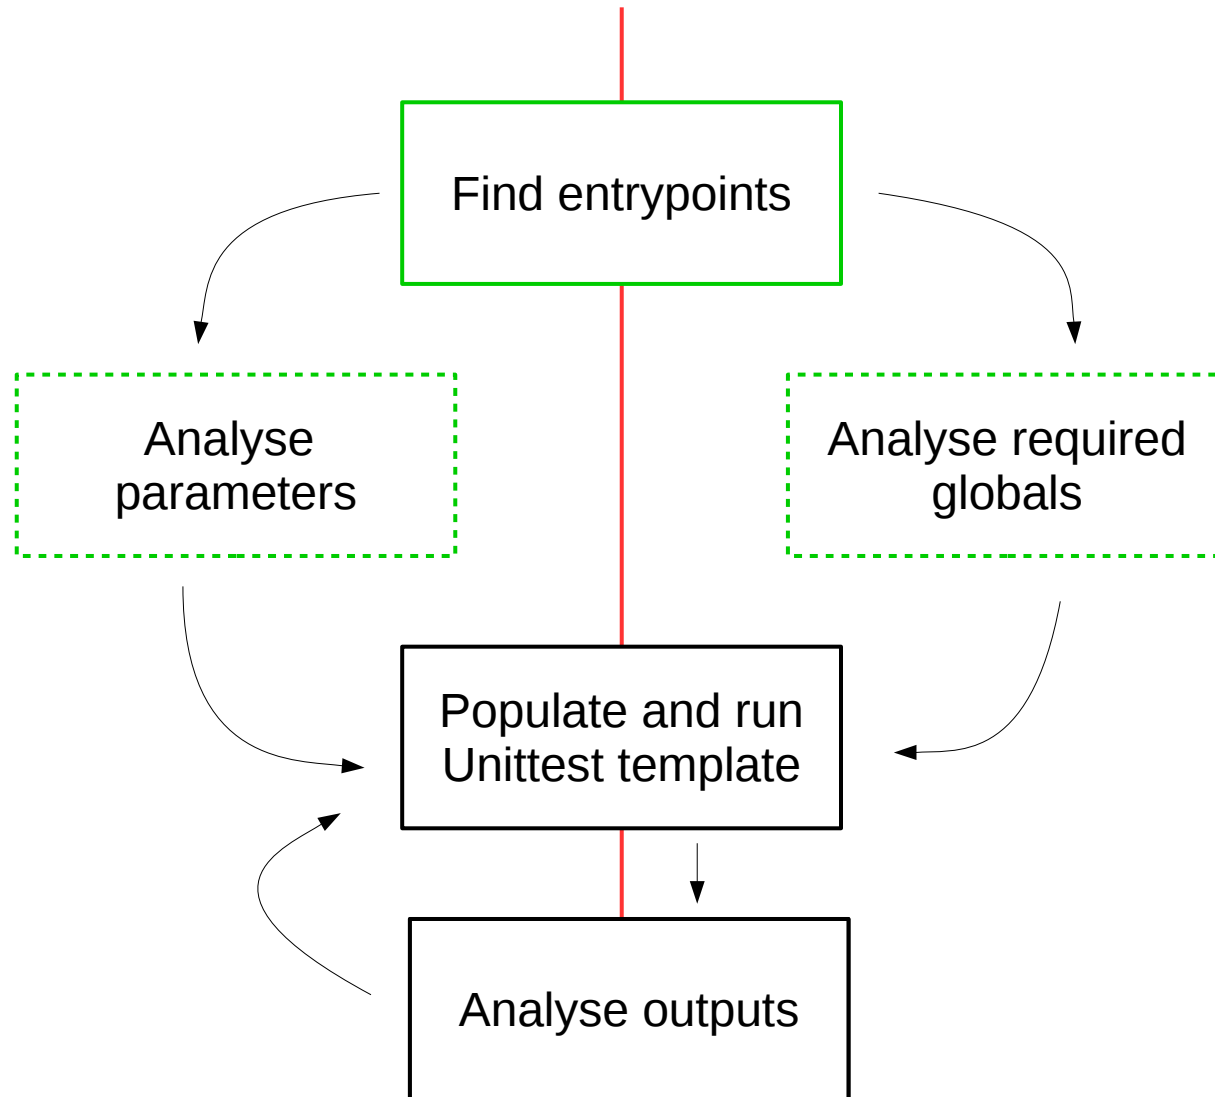 Find entrypoints
Analyse
parameters
Analyse required
globals
Populate and run
Unittest template
Analyse outputs